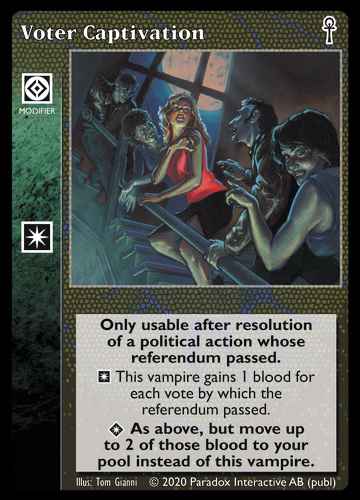 Voter Captivation
MODIFIER
Only usable after resolution
of a political action whose
referendum passed.
This vampire gains 1 blood for
each vote by which the
referendum passed.
As above, but move up
to 2 of those blood to your
pool instead of this vampire.
Illus: Tom Gianni © 2020 Paradox Interactive AB (publ)